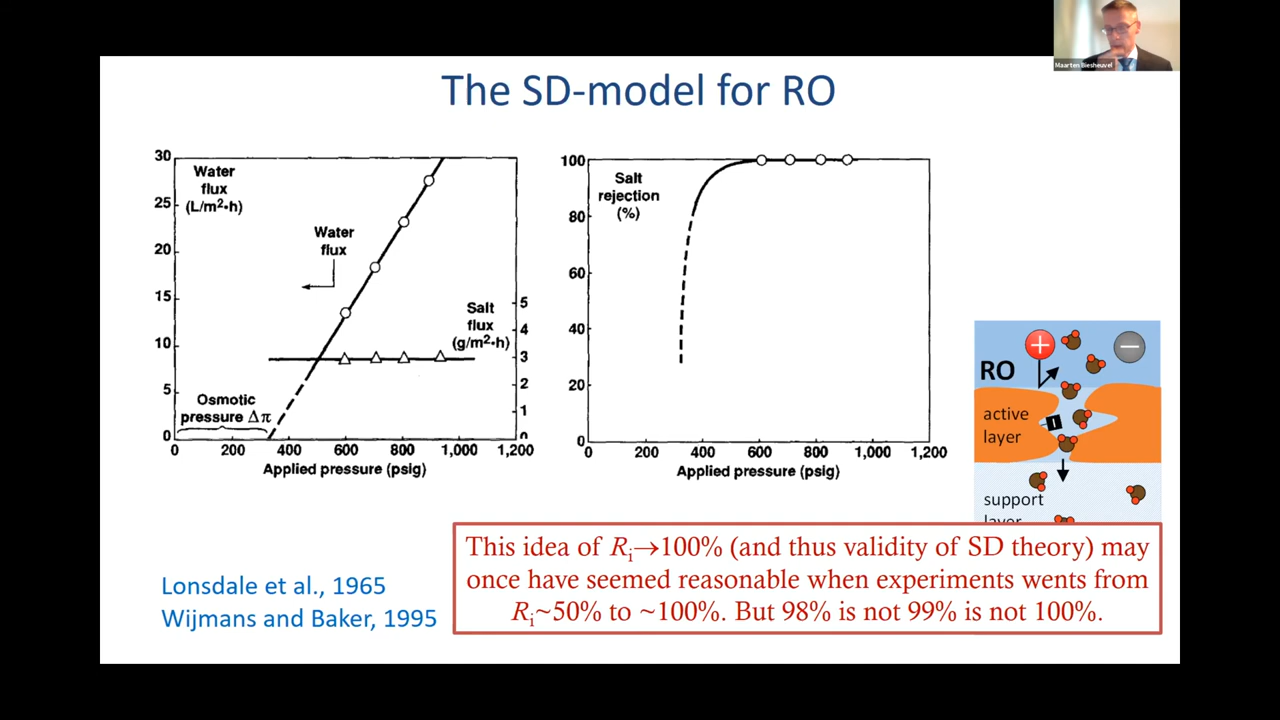 Maarten Biesheuvel
The SD-model for RO
30
25
20
15
10
5
0
Water
flux
(L/m²•h)
Water
flux
Salt
flux
(g/m²•h)
5
4
3
2
1
0
Osmotic
pressure Δπ
0 200 400 600 800 1,000 1,200
Applied pressure (psig)
100
80
60
40
20
0
Salt
rejection
(%)
0 200 400 600 800 1,000 1,200
Applied pressure (psig)
+
−
RO
active
layer
support
layer
This idea of Rᵢ→100% (and thus validity of SD theory) may
once have seemed reasonable when experiments wents from
Rᵢ~50% to ~100%. But 98% is not 99% is not 100%.
Lonsdale et al., 1965
Wijmans and Baker, 1995